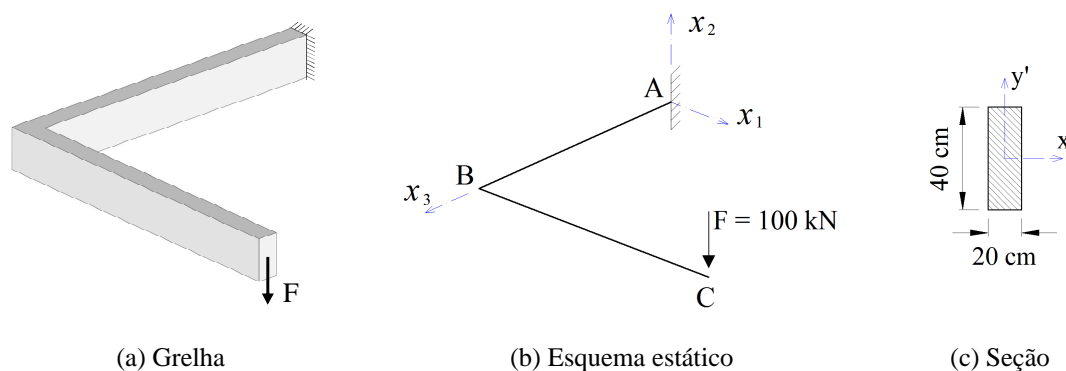 F
(a) Grelha
x₂
A
x₁
B
x₃
F = 100 kN
C
(b) Esquema estático
y'
x
40 cm
20 cm
(c) Seção